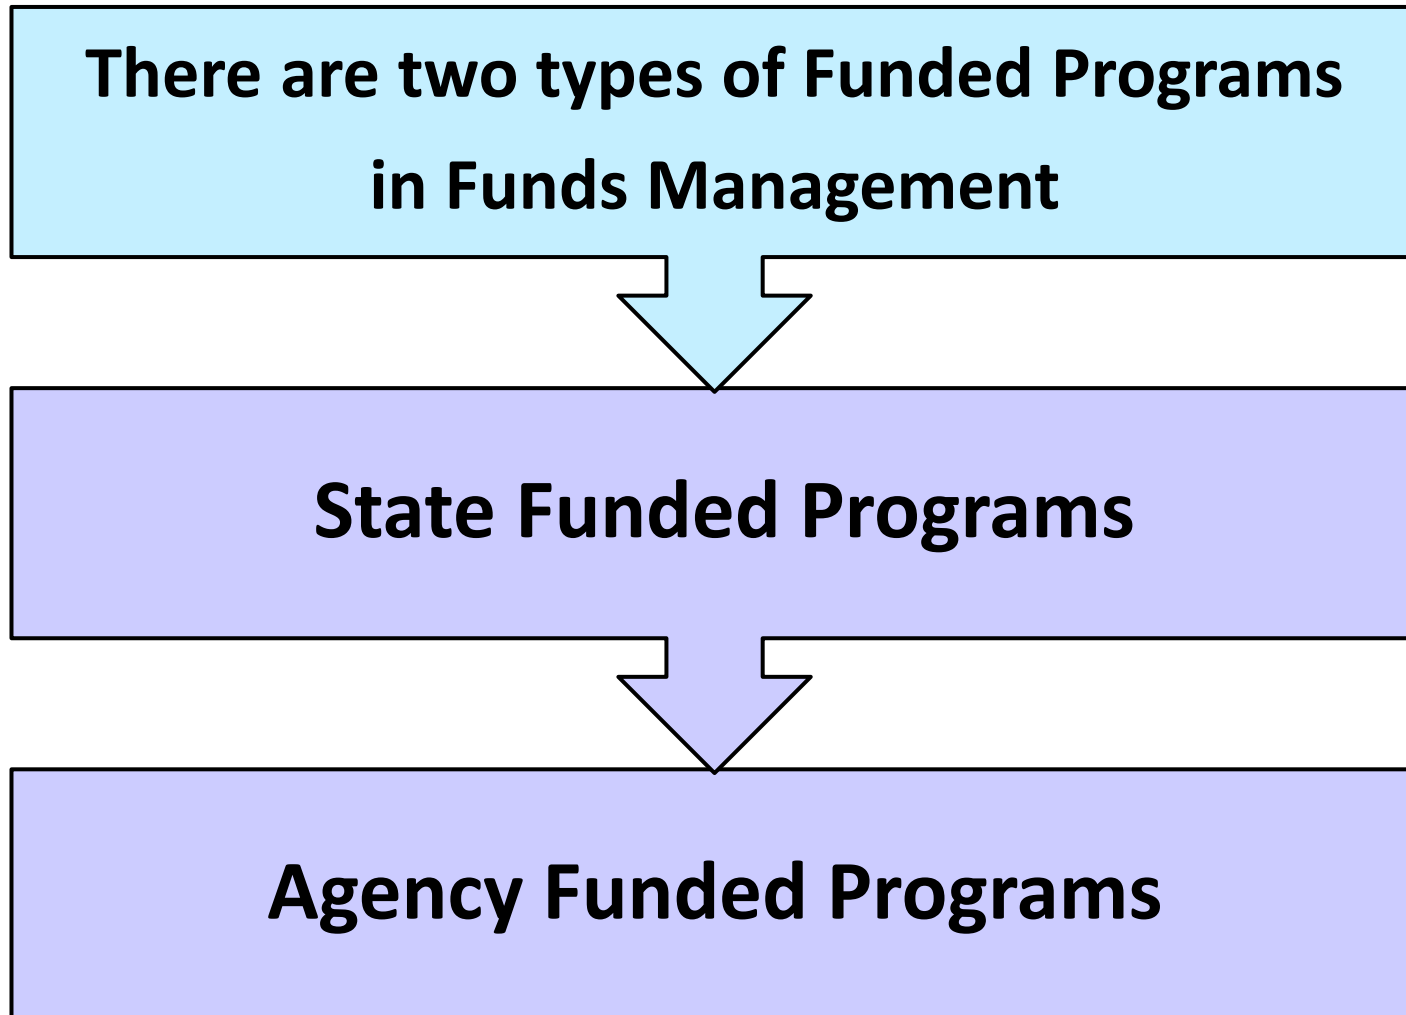 There are two types of Funded Programs
in Funds Management
State Funded Programs
Agency Funded Programs